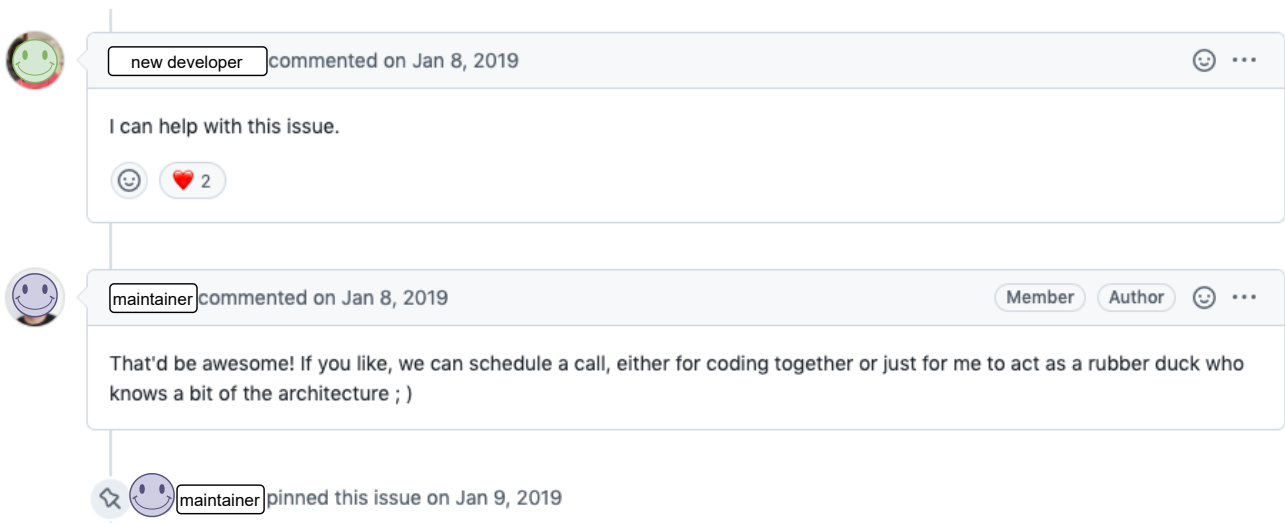 new developer commented on Jan 8, 2019
I can help with this issue.
2
maintainer commented on Jan 8, 2019 Member Author
That'd be awesome! If you like, we can schedule a call, either for coding together or just for me to act as a rubber duck who
knows a bit of the architecture ; )
maintainer pinned this issue on Jan 9, 2019